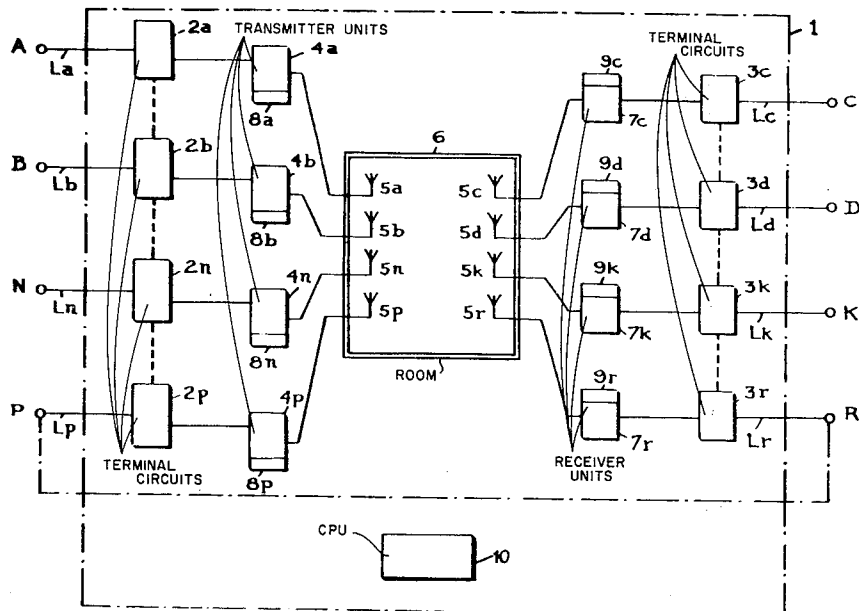 2a
TRANSMITTER UNITS
4a
TERMINAL CIRCUITS
1
A
La
8a
9c
3c
C
7c
Lc
2b
6
B
Lb
4b
8b
5a
5c
9d
3d
D
7d
Ld
5b
5d
2n
4n
5n
5k
9k
3k
N
Ln
8n
5p
5r
7k
Lk
K
ROOM
2p
4p
9r
3r
P
Lp
8p
7r
Lr
R
TERMINAL CIRCUITS
RECEIVER UNITS
CPU
10